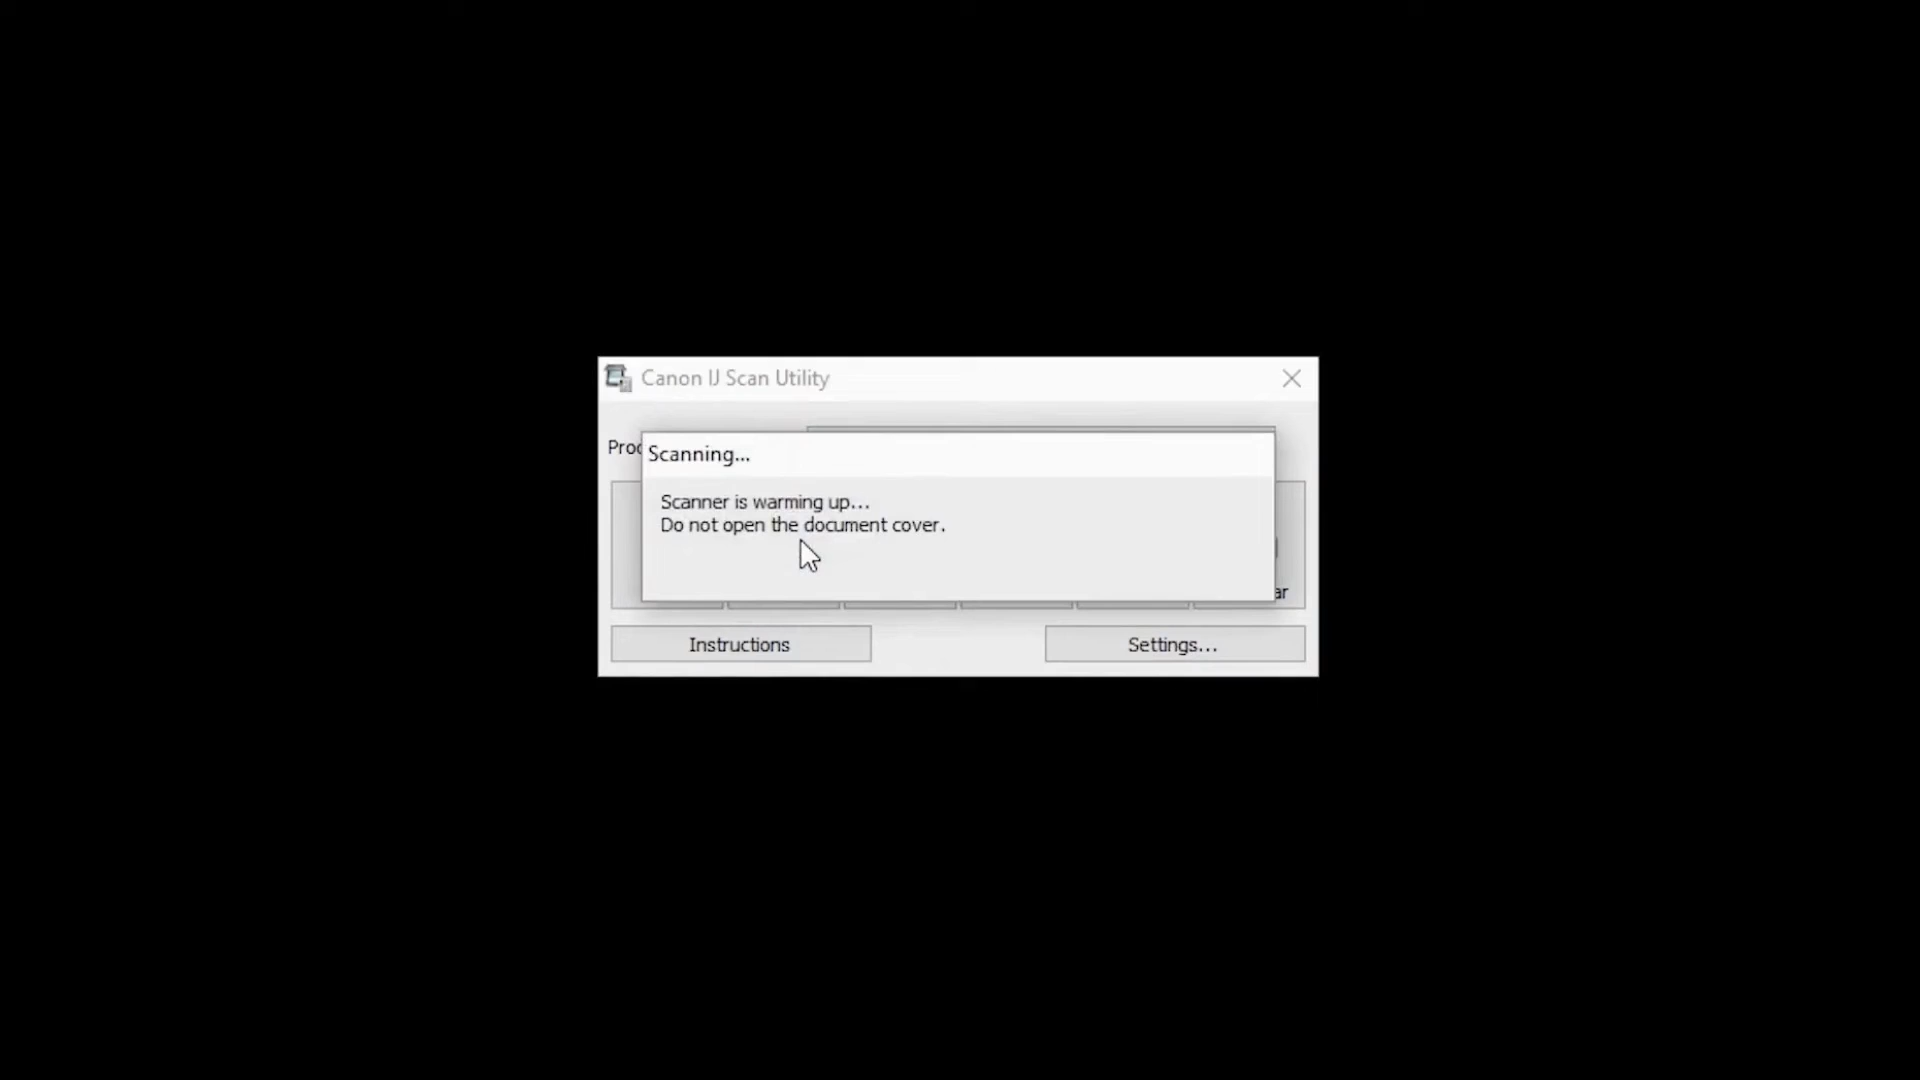 Canon IJ Scan Utility
Scanning...
Scanner is warming up...
Do not open the document cover.
Instructions
Settings...